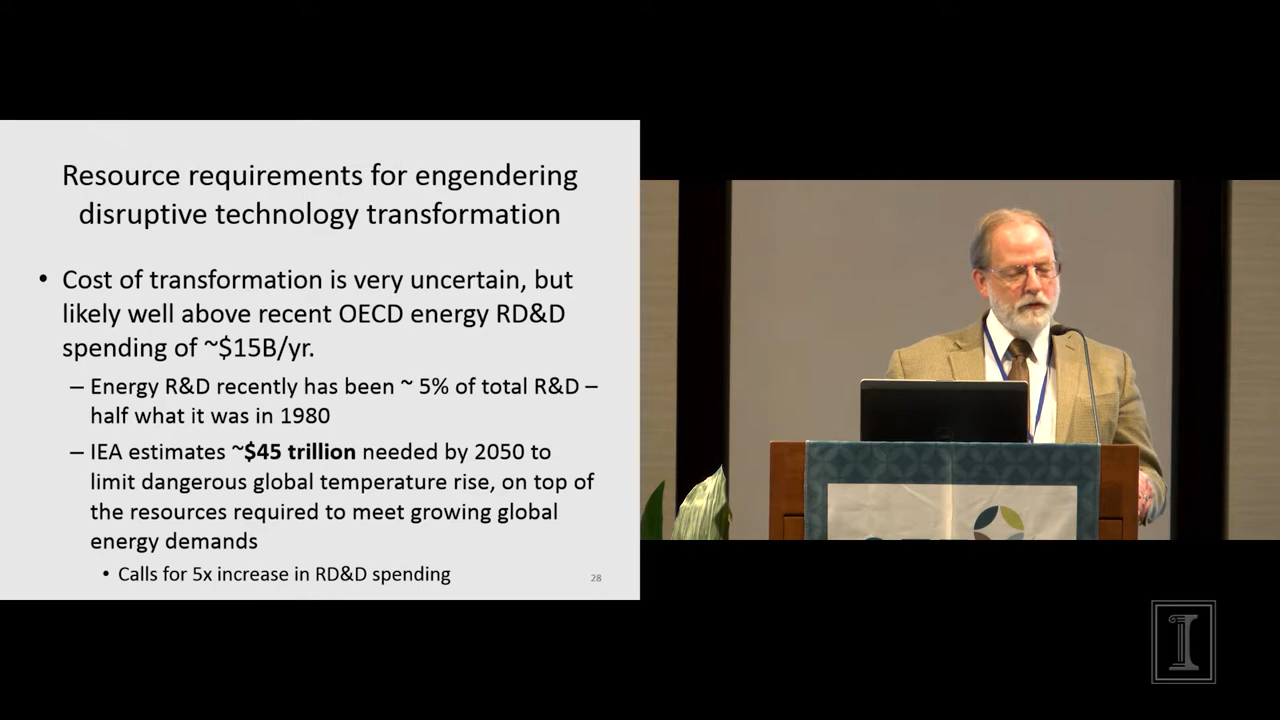 Resource requirements for engendering
disruptive technology transformation
• Cost of transformation is very uncertain, but
likely well above recent OECD energy RD&D
spending of ~$15B/yr.
– Energy R&D recently has been ~ 5% of total R&D –
half what it was in 1980
– IEA estimates ~$45 trillion needed by 2050 to
limit dangerous global temperature rise, on top of
the resources required to meet growing global
energy demands
• Calls for 5x increase in RD&D spending
28
I